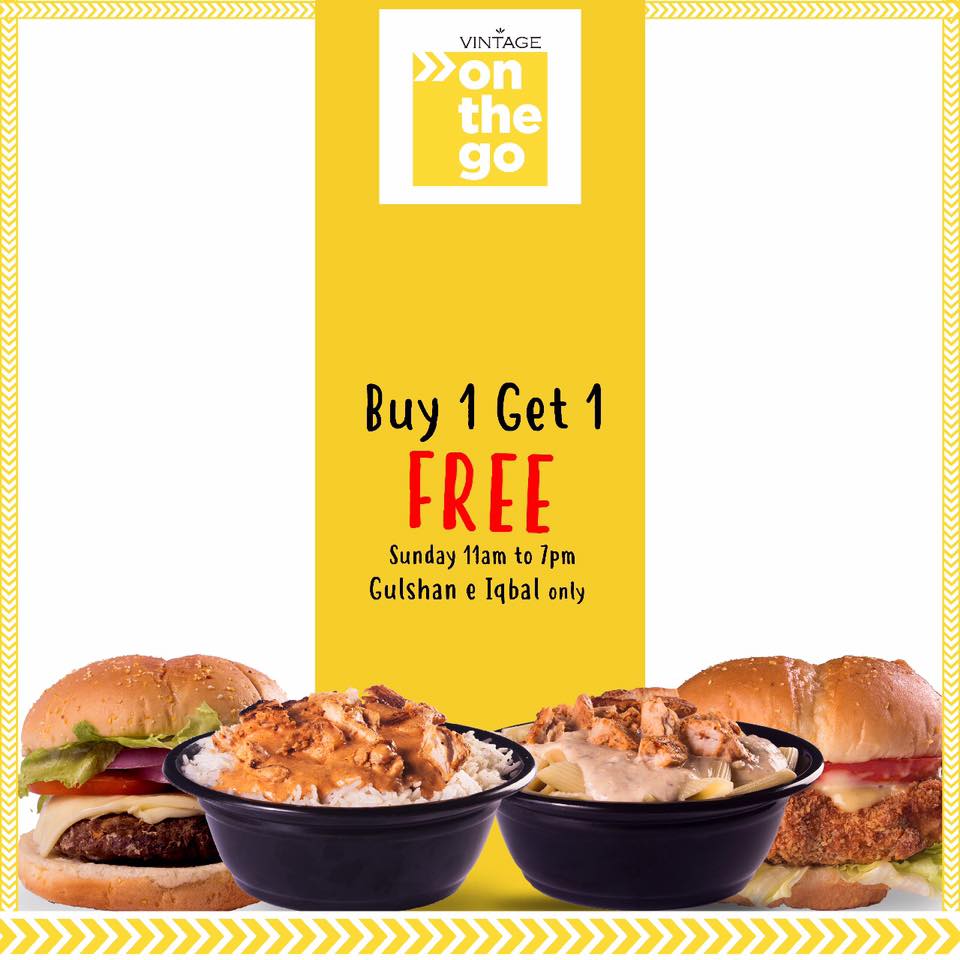 VINTAGE
on
the
go
Buy 1 Get 1
FREE
Sunday 11am to 7pm
Gulshan e Iqbal only